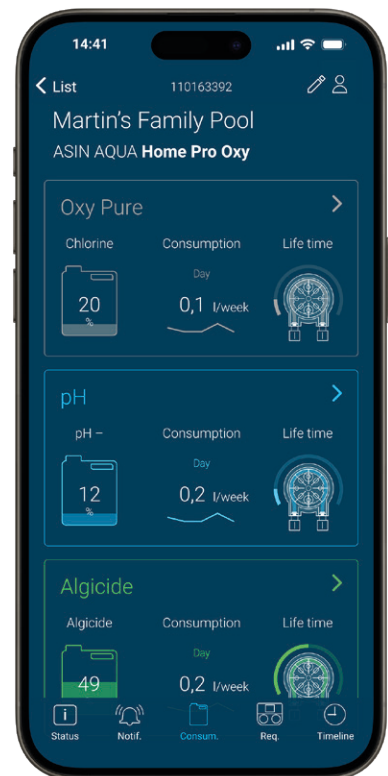 14:41
List
110163392
Martin's Family Pool
ASIN AQUA Home Pro Oxy
Oxy Pure
Chlorine Consumption Life time
Day
20 0,1 l/week
%
pH
pH – Consumption Life time
Day
12 0,2 l/week
%
Algicide
Algicide Consumption Life time
Day
49 0,2 l/week
Status Notif. Consum. Req. Timeline